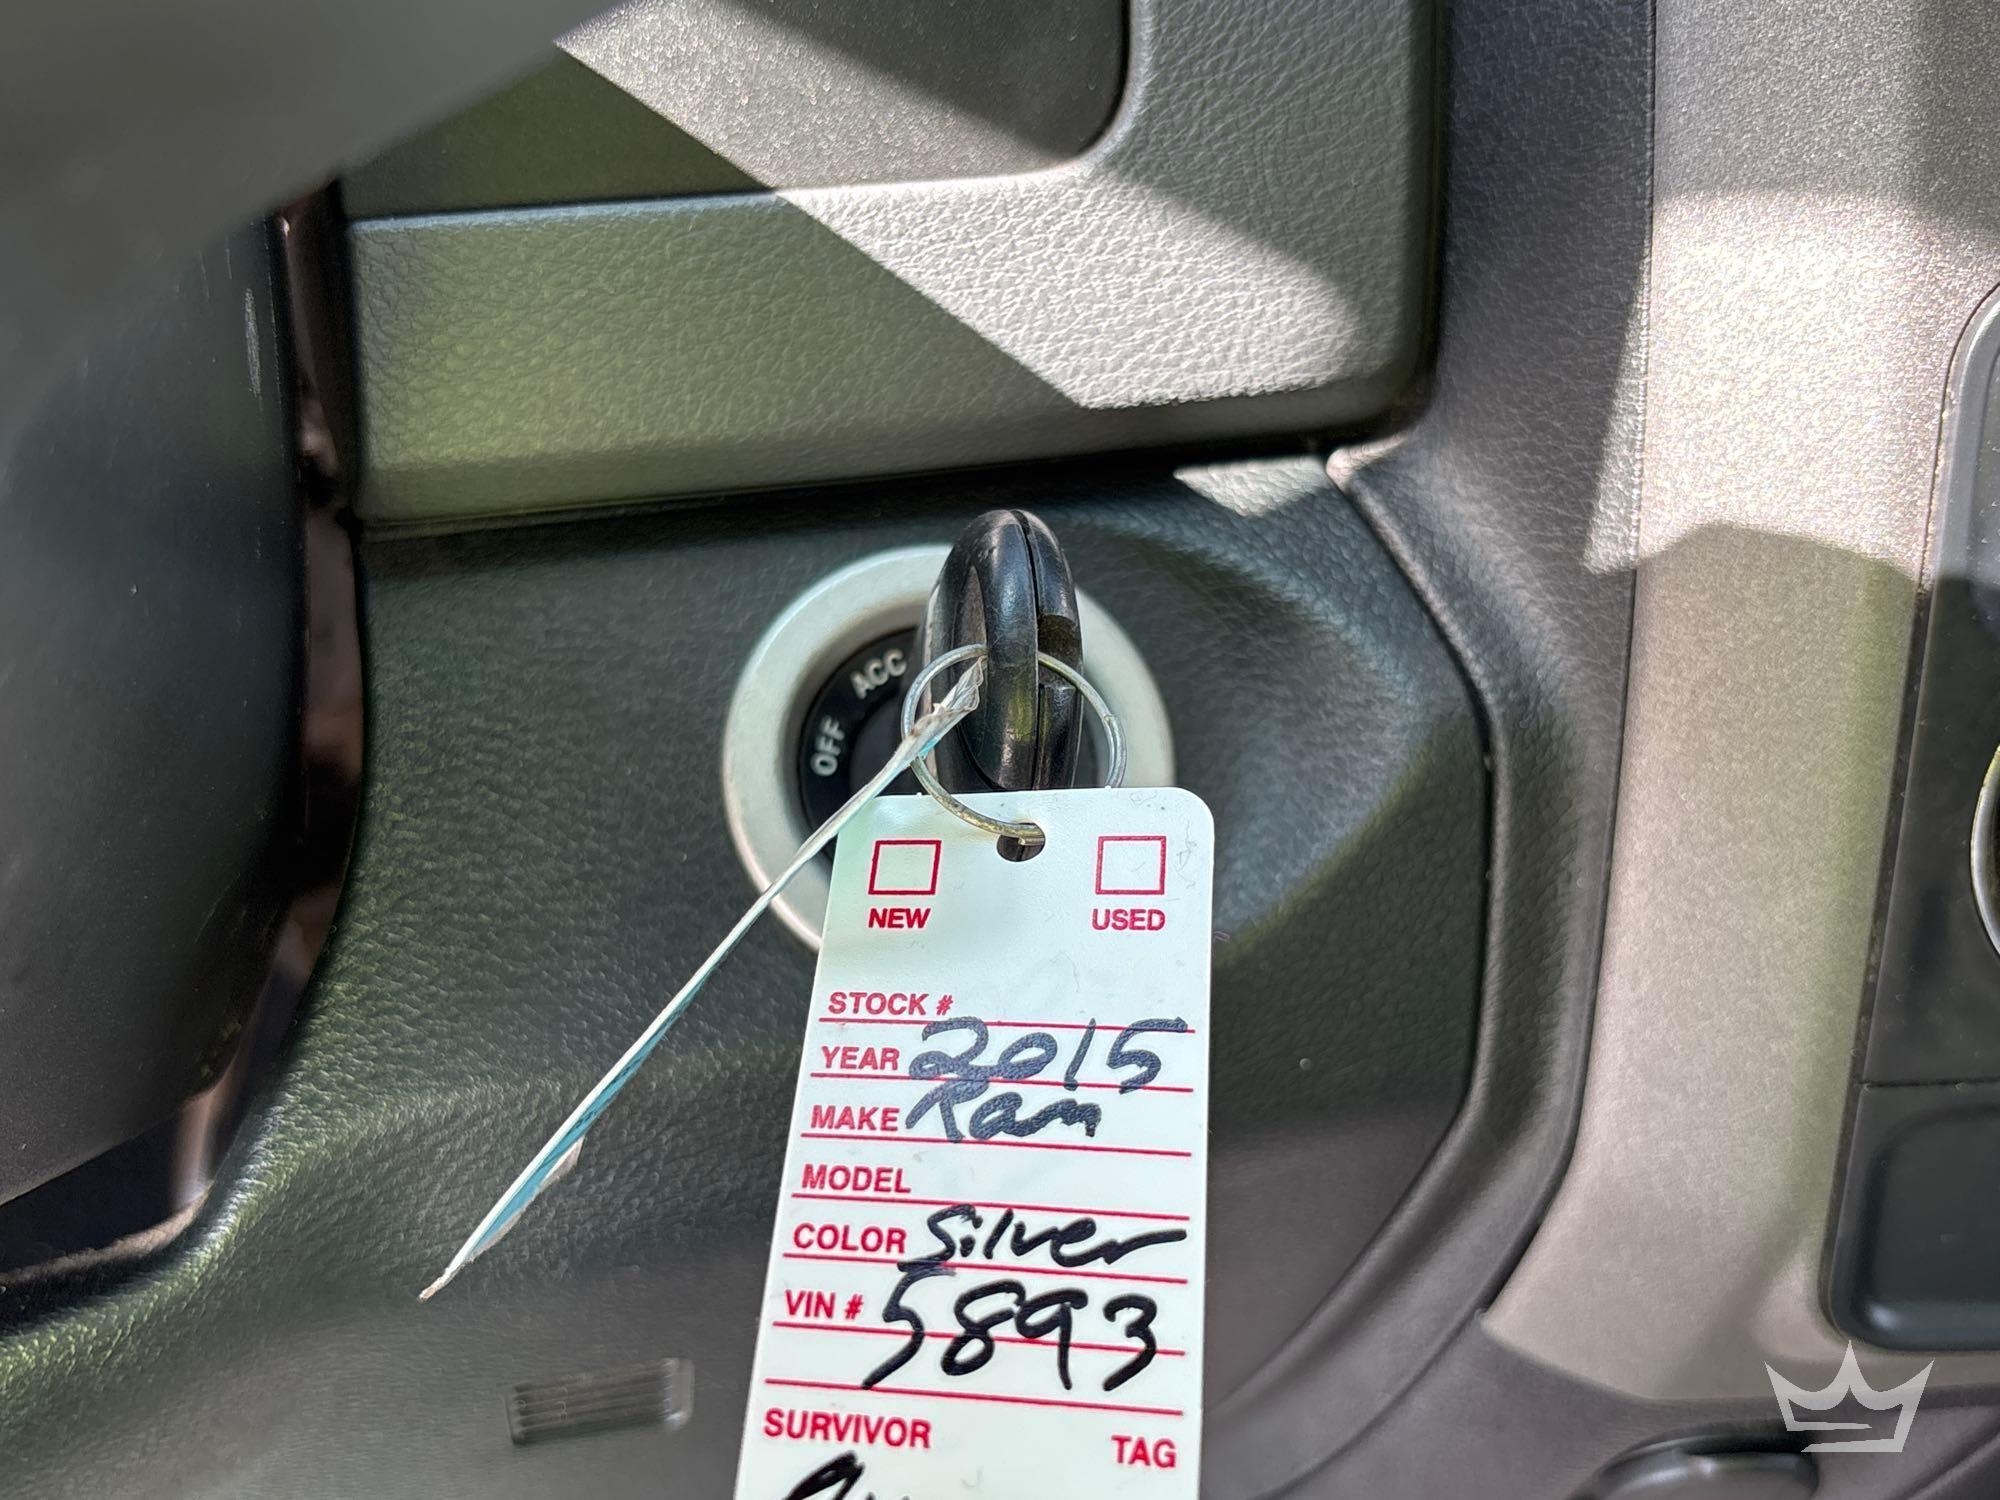 ACC
OFF
NEW USED
STOCK #
YEAR 2015
MAKE Ram
MODEL
COLOR Silver
VIN # 5893
SURVIVOR TAG